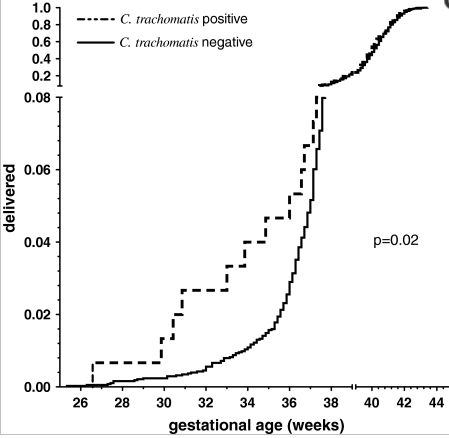 1.0
C. trachomatis positive
0.8
0.6
C. trachomatis negative
0.4
0.2
0.08
0.06
delivered
0.04
p=0.02
0.02
0.00
26 28 30 32 34 36 38 40 42 44
gestational age (weeks)